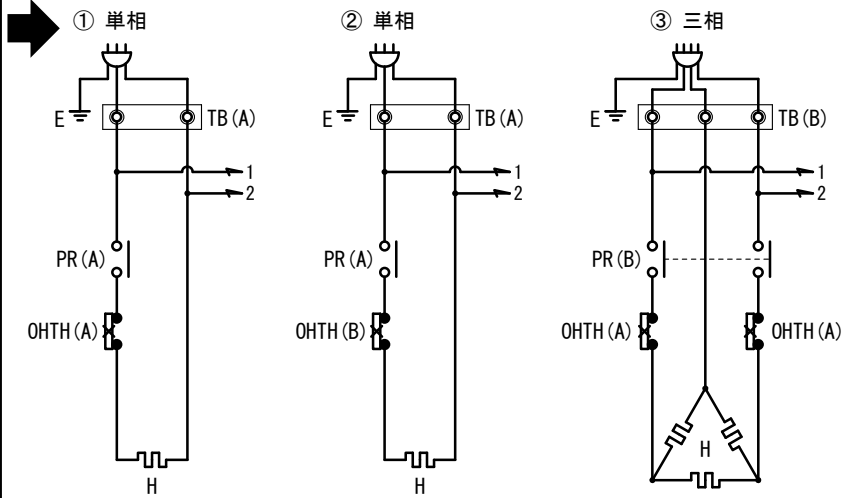 ① 単相
② 単相
③ 三相
E
TB(A)
E
TB(A)
E
TB(B)
1
1
1
2
2
2
PR(A)
PR(A)
PR(B)
OHTH(A)
OHTH(B)
OHTH(A)
OHTH(A)
H
H
H